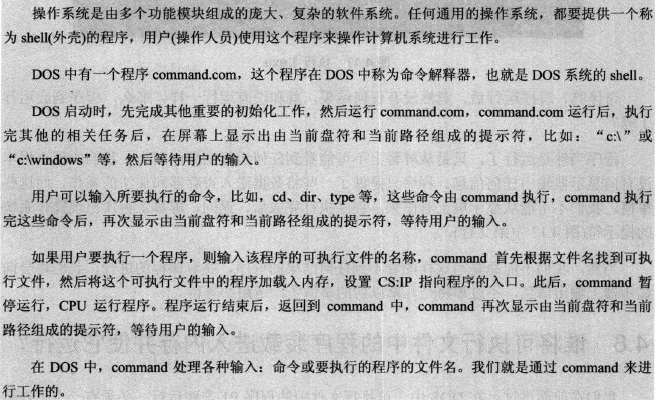 操作系统是由多个功能模块组成的庞大、复杂的软件系统。任何通用的操作系统，都要提供一个称
为 shell(外壳)的程序，用户(操作人员)使用这个程序来操作计算机系统进行工作。
DOS 中有一个程序 command.com，这个程序在 DOS 中称为命令解释器，也就是 DOS 系统的 shell。
DOS 启动时，先完成其他重要的初始化工作，然后运行 command.com，command.com 运行后，执行
完其他的相关任务后，在屏幕上显示出由当前盘符和当前路径组成的提示符，比如：“c:\”或
“c:\windows”等，然后等待用户的输入。
用户可以输入所要执行的命令，比如，cd、dir、type 等，这些命令由 command 执行，command 执行
完这些命令后，再次显示由当前盘符和当前路径组成的提示符，等待用户的输入。
如果用户要执行一个程序，则输入该程序的可执行文件的名称，command 首先根据文件名找到可执
行文件，然后将这个可执行文件中的程序加载入内存，设置 CS:IP 指向程序的入口。此后，command 暂
停运行，CPU 运行程序。程序运行结束后，返回到 command 中，command 再次显示由当前盘符和当前
路径组成的提示符，等待用户的输入。
在 DOS 中，command 处理各种输入：命令或要执行的程序的文件名。我们就是通过 command 来进
行工作的。